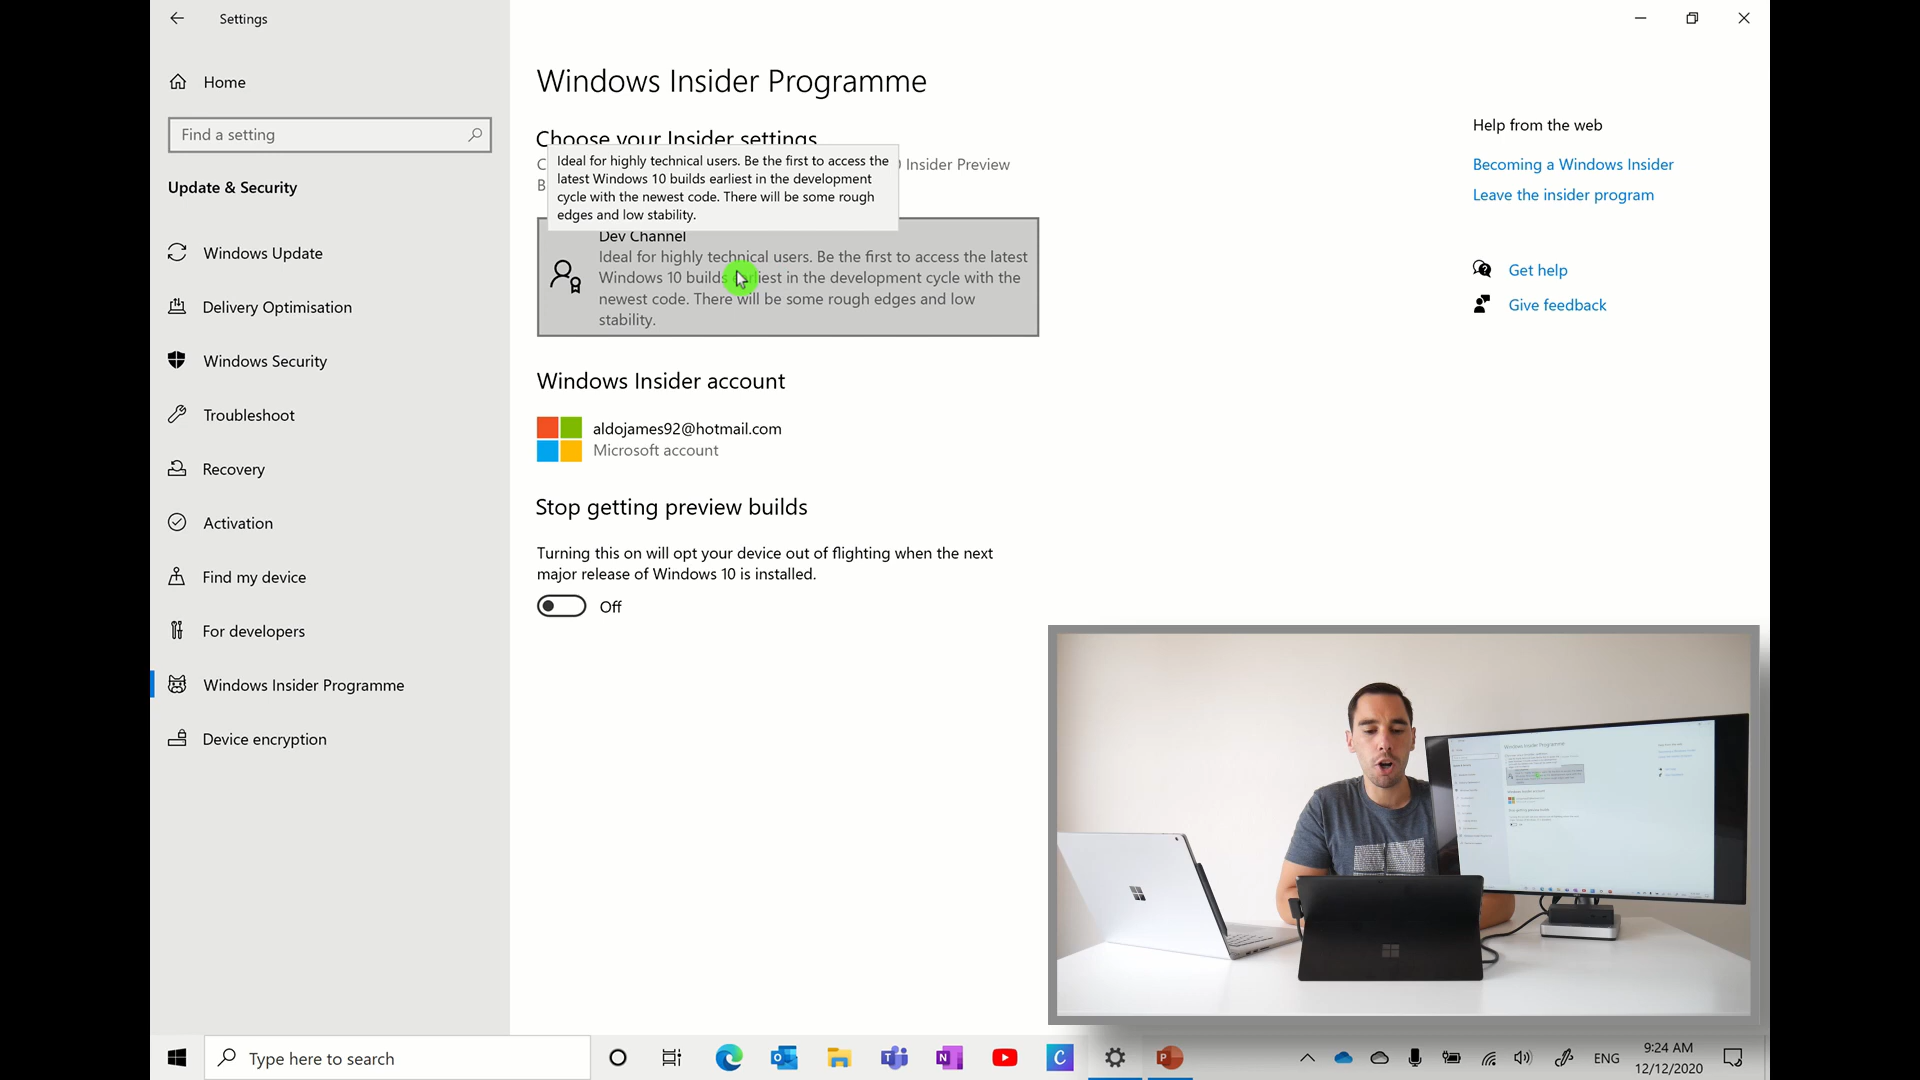 Settings
Home
Find a setting
Update & Security
Windows Update
Delivery Optimisation
Windows Security
Troubleshoot
Recovery
Activation
Find my device
For developers
Windows Insider Programme
Device encryption
Windows Insider Programme
Choose your Insider settings
Insider Preview
Ideal for highly technical users. Be the first to access the
latest Windows 10 builds earliest in the development
cycle with the newest code. There will be some rough
edges and low stability.
Dev Channel
Ideal for highly technical users. Be the first to access the latest
Windows 10 builds earliest in the development cycle with the
newest code. There will be some rough edges and low
stability.
Windows Insider account
aldojames92@hotmail.com
Microsoft account
Stop getting preview builds
Turning this on will opt your device out of flighting when the next
major release of Windows 10 is installed.
Off
Help from the web
Becoming a Windows Insider
Leave the insider program
Get help
Give feedback
Type here to search
ENG
9:24 AM
12/12/2020